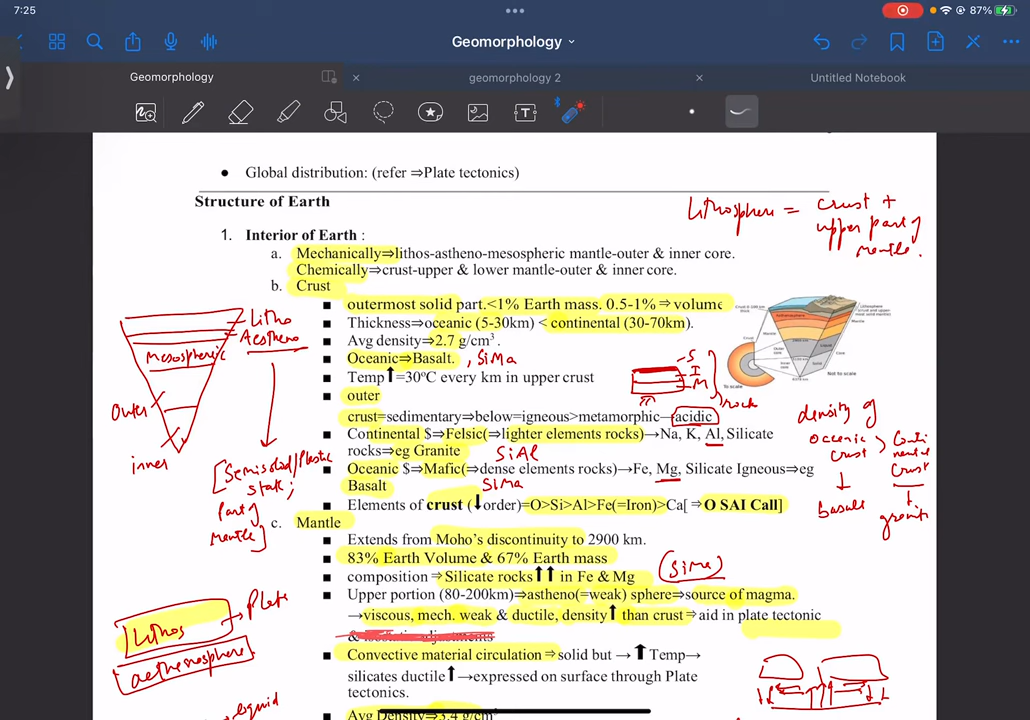 7:25
87%
Geomorphology
Geomorphology
geomorphology 2
Untitled Notebook
● Global distribution: (refer ⇒Plate tectonics)
Structure of Earth
Lithosphere = crust + upper part of mantle.
1. Interior of Earth :
a. Mechanically⇒lithos-astheno-mesospheric mantle-outer & inner core.
Chemically⇒crust-upper & lower mantle-outer & inner core.
b. Crust
■ outermost solid part.<1% Earth mass. 0.5-1%⇒volume
■ Thickness⇒oceanic (5-30km) < continental (30-70km).
■ Avg density⇒2.7 g/cm³.
■ Oceanic⇒Basalt. , SiMa
■ Temp⬆=30°C every km in upper crust
■ outer
crust=sedimentary⇒below=igneous>metamorphic—acidic
■ Continental $⇒Felsic(⇒lighter elements rocks)→Na, K, Al, Silicate
rocks⇒eg Granite SiAl
■ Oceanic $⇒Mafic(⇒dense elements rocks)→Fe, Mg, Silicate Igneous⇒eg
Basalt SiMa
■ Elements of crust (⬇order)=O>Si>Al>Fe(=Iron)>Ca[⇒O SAI Call]
c. Mantle
■ Extends from Moho's discontinuity to 2900 km.
■ 83% Earth Volume & 67% Earth mass
■ composition⇒Silicate rocks⬆⬆ in Fe & Mg (SiMa)
■ Upper portion (80-200km)⇒astheno(=weak) sphere⇒source of magma.
→viscous, mech. weak & ductile, density⬆ than crust⇒aid in plate tectonic
&
■ Convective material circulation⇒solid but→⬆Temp→
silicates ductile⬆→expressed on surface through Plate
tectonics.
■ Avg Density⇒3.4 g/cm³
Litho
Aestheno
Mesospheric
Outer
inner
[Semisolid/Plastic
state;
Part of
Mantle]
Lithos
Plate
aesthenosphere
liquid
S
I
M
rock
To scale
Not to scale
density of
Oceanic crust > Continental Crust
basalt
granite